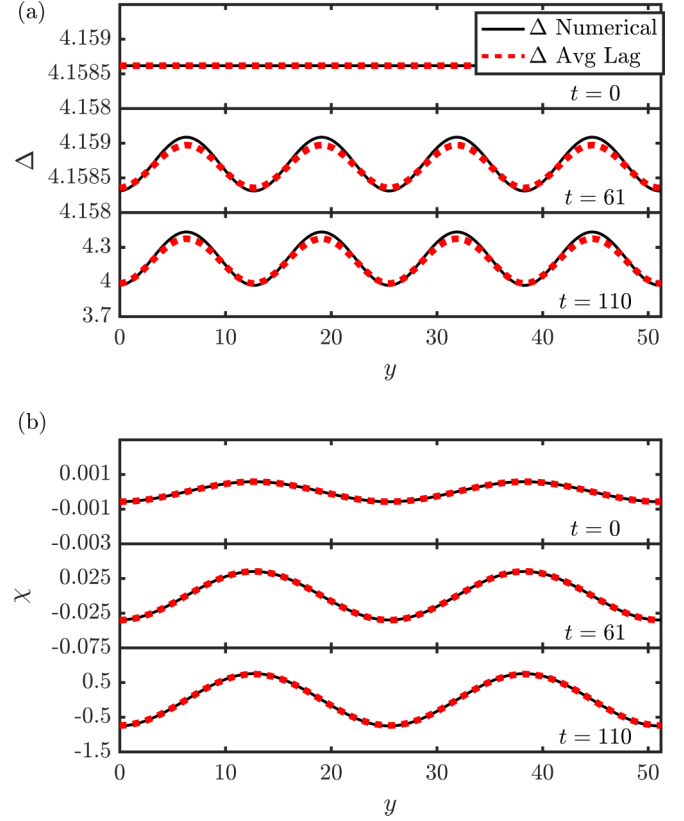 (a)
4.159
4.1585
4.158
Δ Numerical
Δ Avg Lag
t = 0
Δ
4.159
4.1585
4.158
t = 61
4.3
4
3.7
t = 110
0 10 20 30 40 50
y
(b)
0.001
-0.001
-0.003
t = 0
χ
0.025
-0.025
-0.075
t = 61
0.5
-0.5
-1.5
t = 110
0 10 20 30 40 50
y